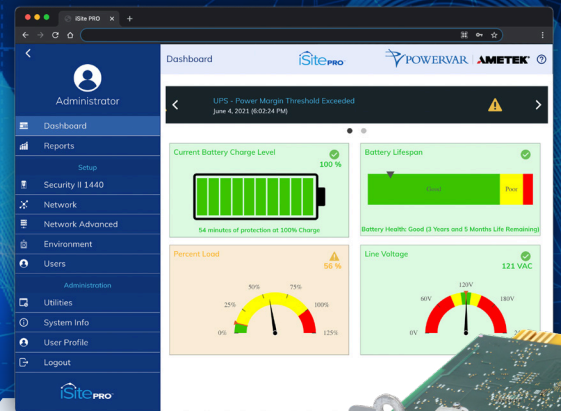 iSite PRO
Dashboard
iSite PRO
POWERVAR
AMETEK
Administrator
UPS - Power Margin Threshold Exceeded
June 4, 2021 (6:02:24 PM)
Dashboard
Reports
Setup
Security II 1440
Network
Network Advanced
Environment
Users
Administration
Utilities
System Info
User Profile
Logout
iSite PRO
Current Battery Charge Level
100 %
54 minutes of protection at 100% Charge
Battery Lifespan
Good
Poor
Battery Health: Good (3 Years and 5 Months Life Remaining)
Percent Load
56 %
0%
25%
50%
75%
100%
125%
Line Voltage
121 VAC
0V
60V
120V
180V